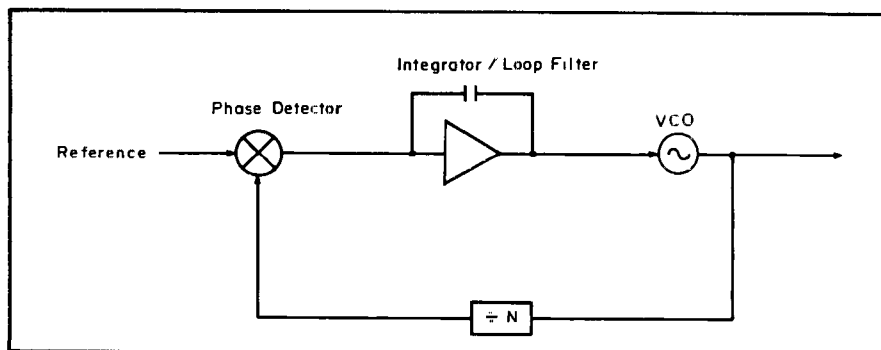 Integrator / Loop Filter
Phase Detector
VCO
Reference
÷ N